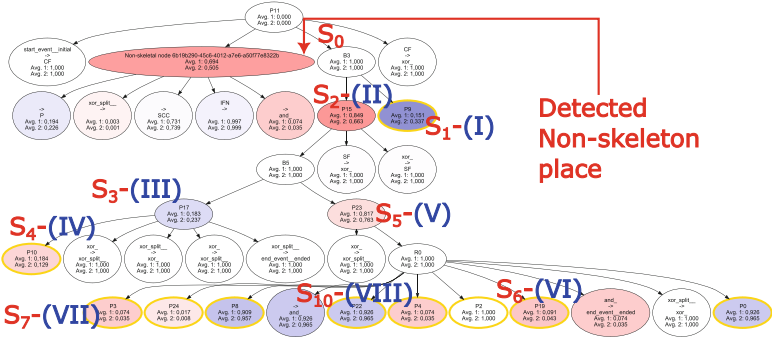 P11
Avg. 1: 0,000
Avg. 2: 0,000
S0
start_event__initial
->
CF
Avg. 1: 1,000
Avg. 2: 1,000
Non-skeletal node 6b19b290-45c6-4012-a7e6-a50f77e8322b
Avg. 1: 0,694
Avg. 2: 0,505
B3
Avg. 1: 1,000
Avg. 2: 1,000
CF
->
xor_
Avg. 1: 1,000
Avg. 2: 1,000
Detected
Non-skeleton
place
->
P
Avg. 1: 0,194
Avg. 2: 0,226
xor_split__
->
Avg. 1: 0,003
Avg. 2: 0,001
->
SCC
Avg. 1: 0,731
Avg. 2: 0,739
IFN
->
Avg. 1: 0,997
Avg. 2: 0,999
->
and_
Avg. 1: 0,074
Avg. 2: 0,035
S2-(II)
P15
Avg. 1: 0,849
Avg. 2: 0,663
P9
Avg. 1: 0,151
Avg. 2: 0,337
S1-(I)
B5
Avg. 1: 1,000
Avg. 2: 1,000
SF
->
xor_
Avg. 1: 1,000
Avg. 2: 1,000
xor_
->
SF
Avg. 1: 1,000
Avg. 2: 1,000
S3-(III)
P17
Avg. 1: 0,183
Avg. 2: 0,237
P23
Avg. 1: 0,817
Avg. 2: 0,763
S5-(V)
S4-(IV)
P10
Avg. 1: 0,184
Avg. 2: 0,129
xor_
->
xor_split__
Avg. 1: 1,000
Avg. 2: 1,000
xor_split__
->
xor_
Avg. 1: 1,000
Avg. 2: 1,000
xor_
->
xor_
Avg. 1: 1,000
Avg. 2: 1,000
xor_split__
->
end_event__ended
Avg. 1: 1,000
Avg. 2: 1,000
xor_
->
xor_split
Avg. 1: 1,000
Avg. 2: 1,000
R0
Avg. 1: 1,000
Avg. 2: 1,000
S7-(VII)
P3
Avg. 1: 0,074
Avg. 2: 0,035
P24
Avg. 1: 0,017
Avg. 2: 0,008
P8
Avg. 1: 0,909
Avg. 2: 0,957
S10-(VIII)
->
and_
Avg. 1: 0,926
Avg. 2: 0,965
P22
Avg. 1: 0,926
Avg. 2: 0,965
P4
Avg. 1: 0,074
Avg. 2: 0,035
P2
Avg. 1: 1,000
Avg. 2: 1,000
S6-(VI)
P19
Avg. 1: 0,091
Avg. 2: 0,043
and_
->
end_event__ended
Avg. 1: 0,074
Avg. 2: 0,035
xor_split__
->
xor_
Avg. 1: 1,000
Avg. 2: 1,000
P0
Avg. 1: 0,926
Avg. 2: 0,965